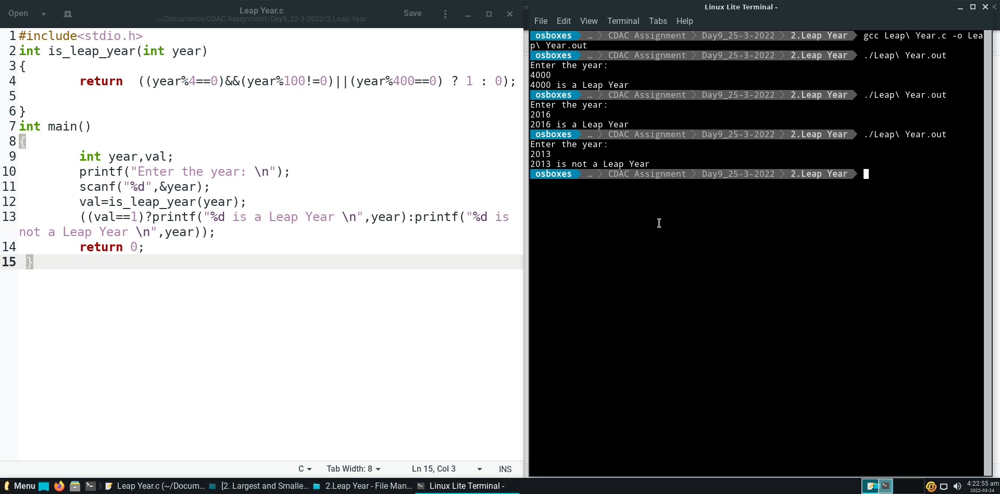 Open
Leap Year.c
~/Documents/CDAC Assignment/Day9_25-3-2022/2.Leap Year
Save
1 #include<stdio.h>
2 int is_leap_year(int year)
3 {
4         return  ((year%4==0)&&(year%100!=0)||(year%400==0) ? 1 : 0);
5
6 }
7 int main()
8 {
9         int year,val;
10         printf("Enter the year: \n");
11         scanf("%d",&year);
12         val=is_leap_year(year);
13         ((val==1)?printf("%d is a Leap Year \n",year):printf("%d is
not a Leap Year \n",year));
14         return 0;
15  }
C Tab Width: 8 Ln 15, Col 3 INS
Linux Lite Terminal -
File Edit View Terminal Tabs Help
osboxes … CDAC Assignment Day9_25-3-2022 2.Leap Year gcc Leap\ Year.c -o Lea
p\ Year.out
osboxes … CDAC Assignment Day9_25-3-2022 2.Leap Year ./Leap\ Year.out
Enter the year:
4000
4000 is a Leap Year
osboxes … CDAC Assignment Day9_25-3-2022 2.Leap Year ./Leap\ Year.out
Enter the year:
2016
2016 is a Leap Year
osboxes … CDAC Assignment Day9_25-3-2022 2.Leap Year ./Leap\ Year.out
Enter the year:
2013
2013 is not a Leap Year
osboxes … CDAC Assignment Day9_25-3-2022 2.Leap Year
Menu Leap Year.c (~/Docum... [2. Largest and Smalle... 2.Leap Year - File Man... Linux Lite Terminal - 4:22:55 am
2022-03-24